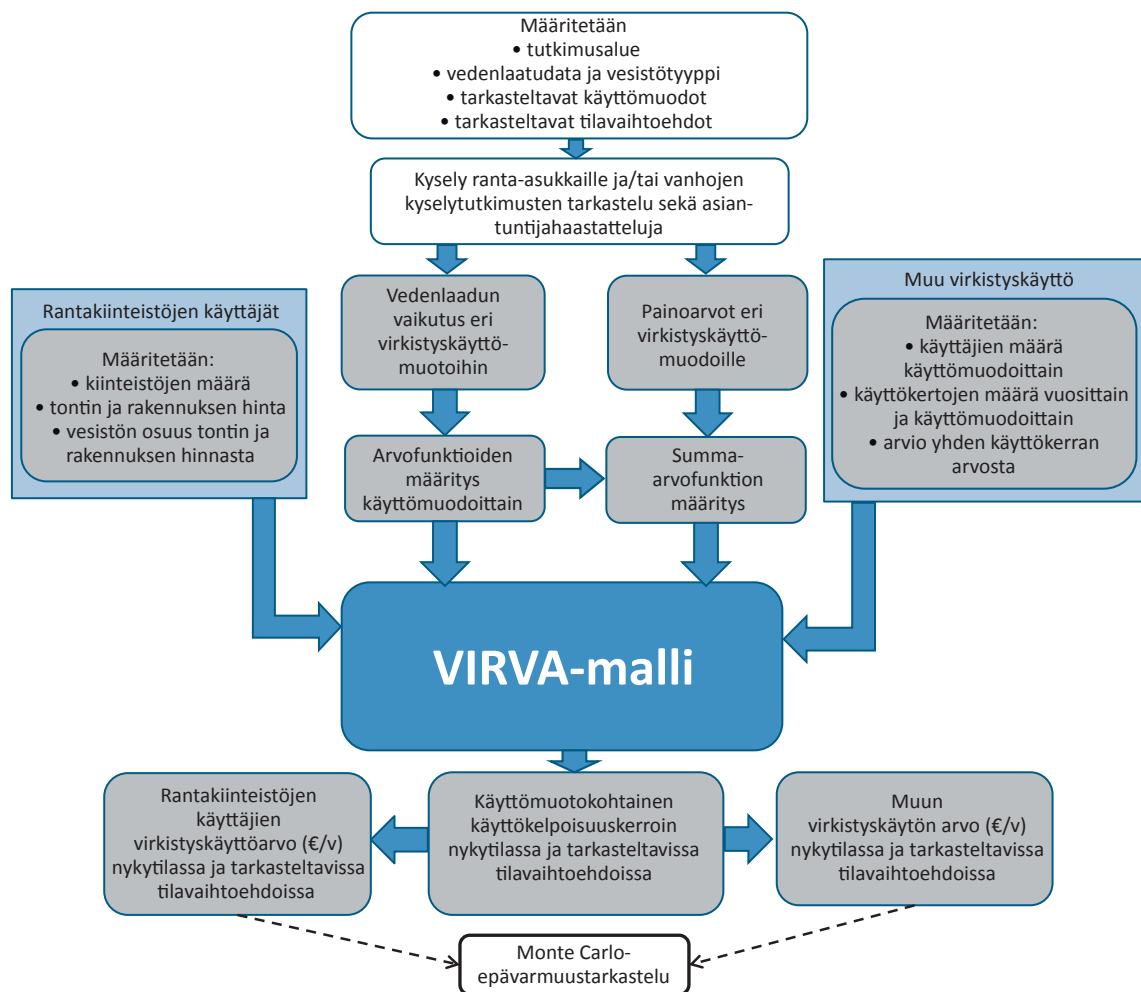 Määritetään
• tutkimusalue
• vedenlaatudata ja vesistötyyppi
• tarkasteltavat käyttömuodot
• tarkasteltavat tilavaihtoehdot
Kysely ranta-asukkaille ja/tai vanhojen
kyselytutkimusten tarkastelu sekä asian-
tuntijahaastatteluja
Rantakiinteistöjen käyttäjät
Määritetään:
• kiinteistöjen määrä
• tontin ja rakennuksen hinta
• vesistön osuus tontin ja
rakennuksen hinnasta
Vedenlaadun
vaikutus eri
virkistyskäyttö-
muotoihin
Painoarvot eri
virkistyskäyttö-
muodoille
Muu virkistyskäyttö
Määritetään:
• käyttäjien määrä
käyttömuodoittain
• käyttökertojen määrä vuosittain
ja käyttömuodoittain
• arvio yhden käyttökerran
arvosta
Arvofunktioiden
määritys
käyttömuodoittain
Summa-
arvofunktion
määritys
VIRVA-malli
Rantakiinteistöjen
käyttäjien
virkistyskäyttöarvo (€/v)
nykytilassa ja tarkasteltavissa
tilavaihtoehdoissa
Käyttömuotokohtainen
käyttökelpoisuuskerroin
nykytilassa ja tarkasteltavissa
tilavaihtoehdoissa
Muun
virkistyskäytön arvo (€/v)
nykytilassa ja tarkasteltavissa
tilavaihtoehdoissa
Monte Carlo-
epävarmuustarkastelu